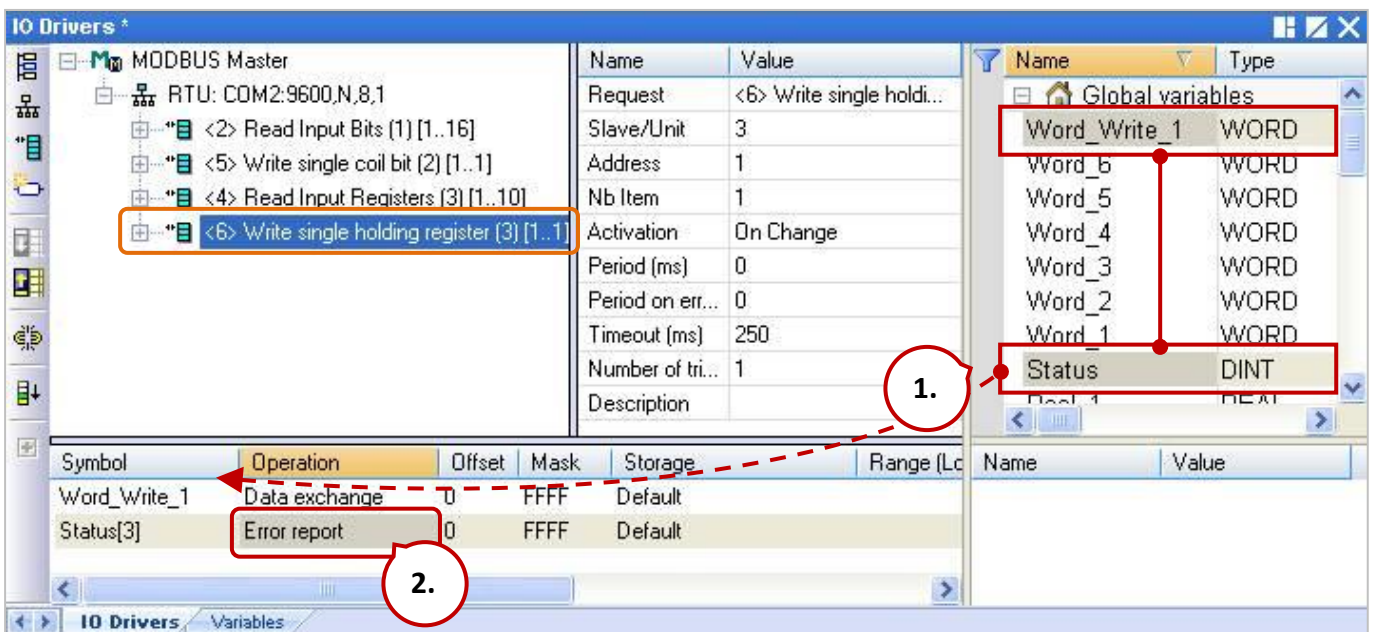 IO Drivers *
MODBUS Master
RTU: COM2:9600,N,8,1
<2> Read Input Bits (1) [1..16]
<5> Write single coil bit (2) [1..1]
<4> Read Input Registers (3) [1..10]
<6> Write single holding register (3) [1..1]
Name Value
Request <6> Write single holdi...
Slave/Unit 3
Address 1
Nb Item 1
Activation On Change
Period (ms) 0
Period on err... 0
Timeout (ms) 250
Number of tri... 1
Description
Name Type
Global variables
Word_Write_1 WORD
Word_6 WORD
Word_5 WORD
Word_4 WORD
Word_3 WORD
Word_2 WORD
Word_1 WORD
Status DINT
Real_1 REAL
1.
Symbol Operation Offset Mask Storage Range (Lo
Word_Write_1 Data exchange 0 FFFF Default
Status[3] Error report 0 FFFF Default
2.
Name Value
IO Drivers Variables